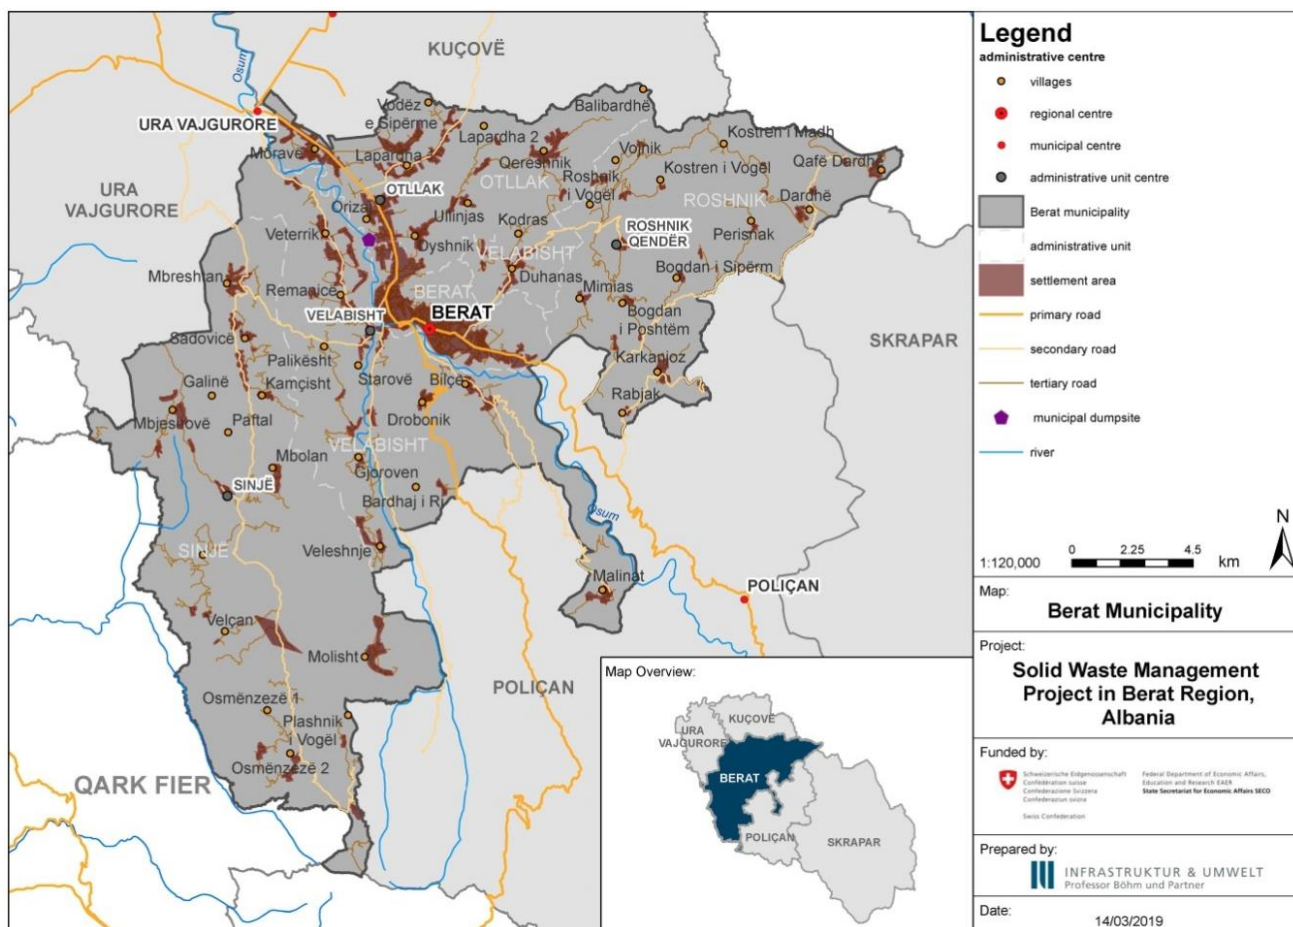 KUÇOVË
Osum
URA VAJGURORE
Vodëz
e Sipërme
Balibardhë
Lapardha 2
Kostren i Madh
Moravë
Lapardha
Qereshnik
Vojnik
Kostren i Vogël
Qafë Dardhë
URA
VAJGURORE
OTLLAK
OTLLAK
Roshnik
i Vogël
ROSHNIK
Dardhë
Orizaj
Ullinjas
Kodras
ROSHNIK
QENDËR
Perisnak
Veterrik
Dyshnik
VELABISHT
Mbreshtan
Duhanas
Bogdan i Sipërm
Remanicë
BERAT
Mimias
VELABISHT
BERAT
Bogdan
i Poshtëm
Sadovicë
SKRAPAR
Palikësht
Karkanjoz
Galinë
Kamçisht
Starovë
Bilçë
Mbjeshovë
Paftal
Drobonik
Rabjak
VELABISHT
Mbolan
Gjoroven
SINJË
Bardhaj i Ri
Osum
SINJË
Veleshnje
Malinat
POLIÇAN
Velçan
Molisht
POLIÇAN
Osmënzezë 1
Plashnik
i Vogël
Osmënzezë 2
QARK FIER
Map Overview:
KUÇOVË
URA
VAJGURORE
BERAT
POLIÇAN
SKRAPAR
Legend
administrative centre
villages
regional centre
municipal centre
administrative unit centre
Berat municipality
administrative unit
settlement area
primary road
secondary road
tertiary road
municipal dumpsite
river
N
1:120,000
0 2.25 4.5
km
Map:
Berat Municipality
Project:
Solid Waste Management
Project in Berat Region,
Albania
Funded by:
Schweizerische Eidgenossenschaft
Confédération suisse
Confederazione Svizzera
Confederaziun svizra
Swiss Confederation
Federal Department of Economic Affairs,
Education and Research EAER
State Secretariat for Economic Affairs SECO
Prepared by:
INFRASTRUKTUR & UMWELT
Professor Böhm und Partner
Date:
14/03/2019